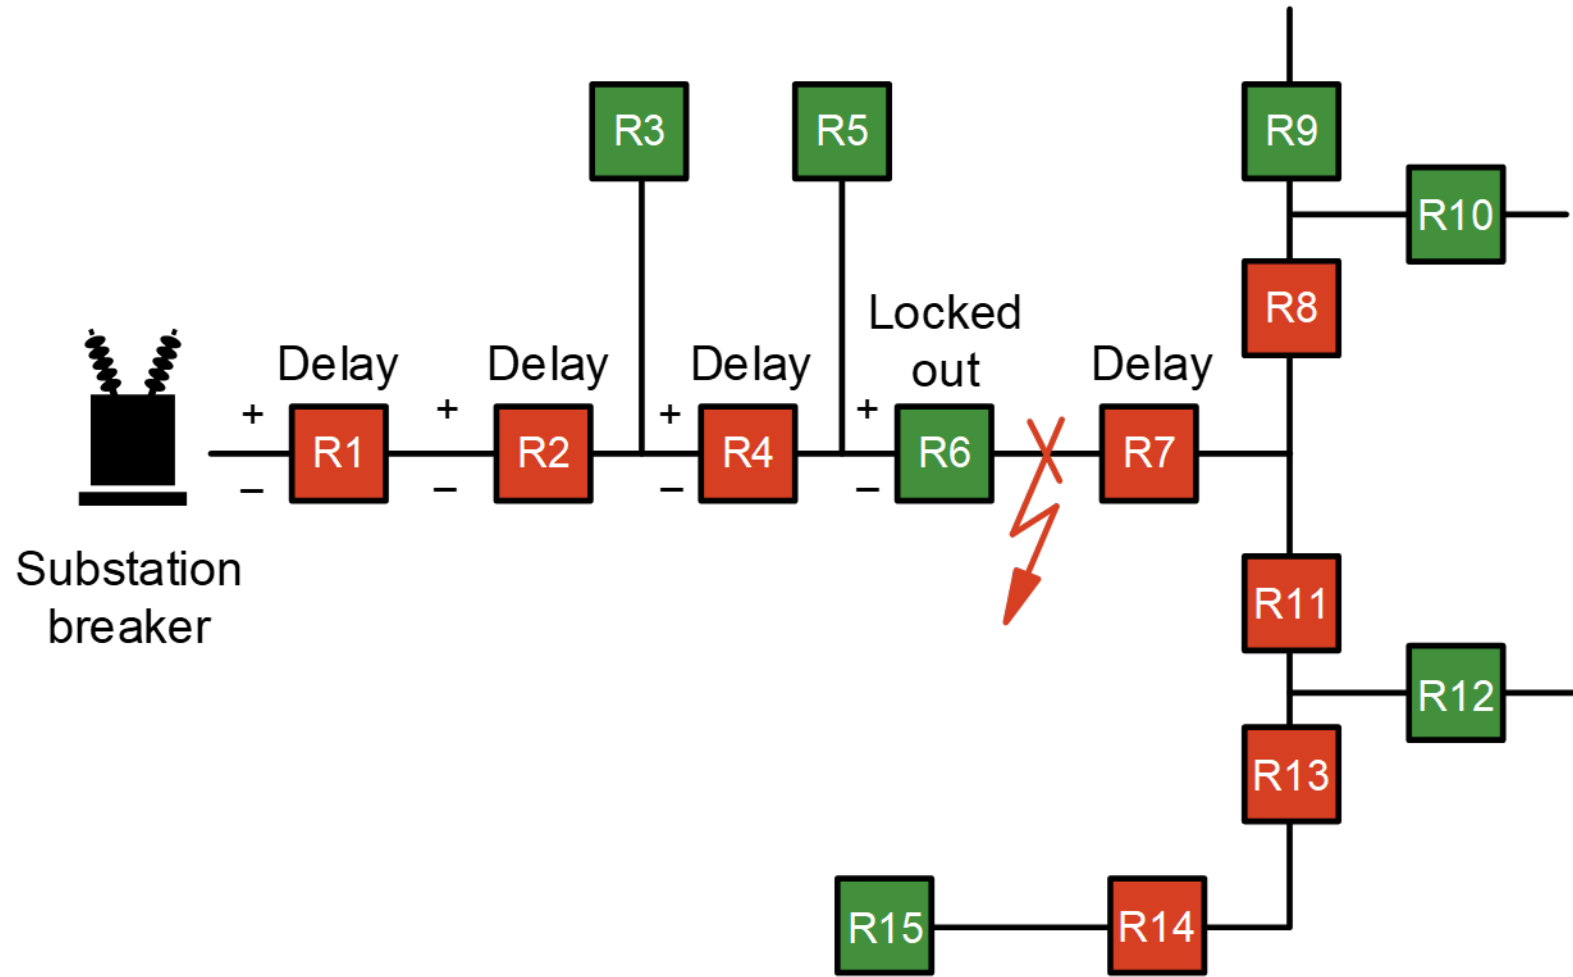 R9
R3
R5
R10
R8
Locked
out
Delay
Delay
Delay
Delay
+
+
+
+
R1
R2
R4
R6
R7
–
–
–
–
Substation
breaker
R11
R12
R13
R15
R14